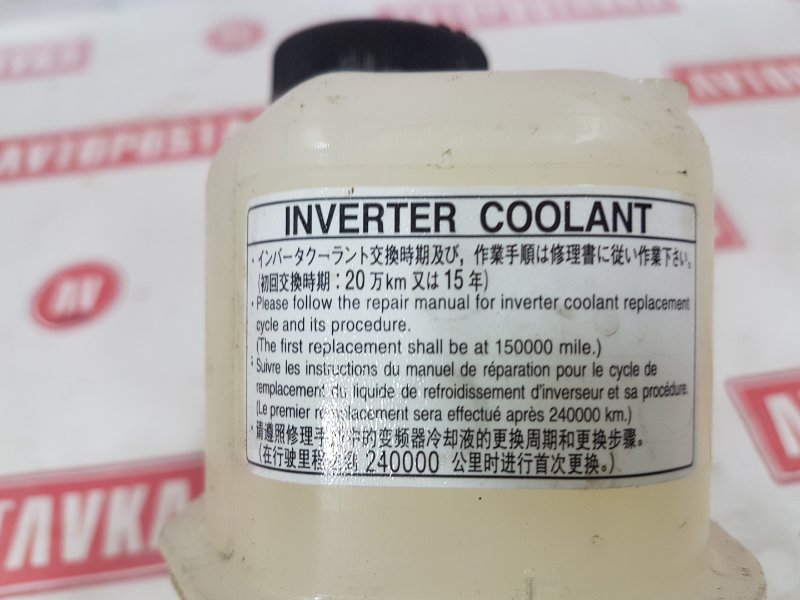 AVTOPOSTA
AV
TAVKA
INVERTER COOLANT
・インバータクーラント交換時期及び，作業手順は修理書に従い作業下さい。
(初回交換時期：20万km又は15年)
・Please follow the repair manual for inverter coolant replacement
cycle and its procedure.
(The first replacement shall be at 150000 mile.)
・Suivre les instructions du manuel de réparation pour le cycle de
remplacement du liquide de refroidissement d'inverseur et sa procédure.
(Le premier remplacement sera effectué après 240000 km.)
・请遵照修理手册中的变频器冷却液的更换周期和更换步骤。
(在行驶里程 240000 公里时进行首次更换。)